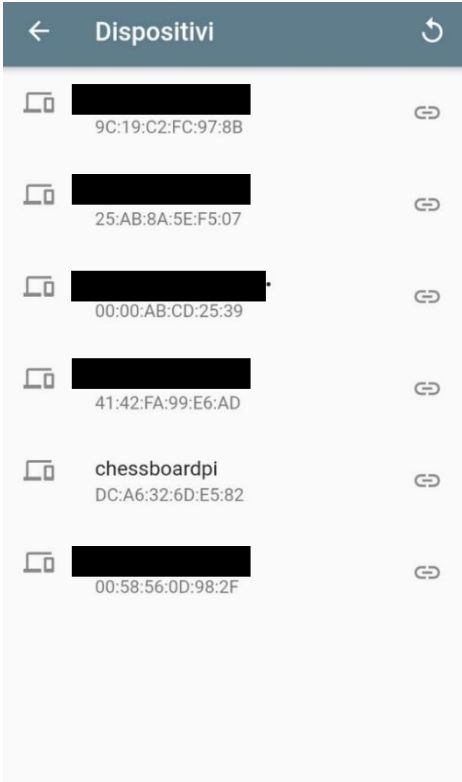 Dispositivi
9C:19:C2:FC:97:8B
25:AB:8A:5E:F5:07
00:00:AB:CD:25:39
41:42:FA:99:E6:AD
chessboardpi
DC:A6:32:6D:E5:82
00:58:56:0D:98:2F